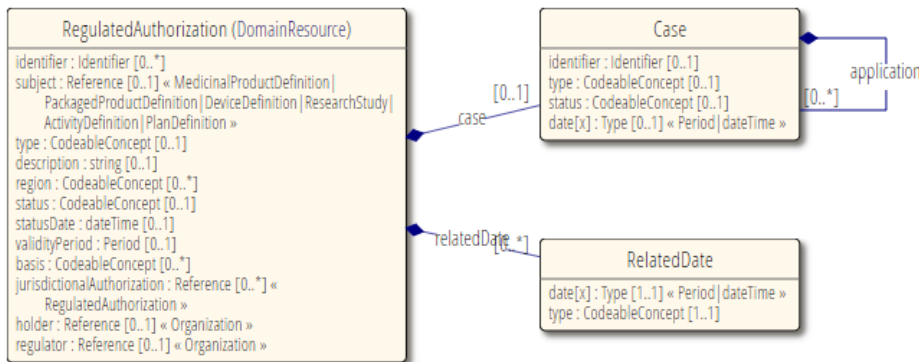 RegulatedAuthorization (DomainResource)
identifier : Identifier [0..*]
subject : Reference [0..1] « MedicinalProductDefinition|
PackagedProductDefinition|DeviceDefinition|ResearchStudy|
ActivityDefinition|PlanDefinition »
type : CodeableConcept [0..1]
description : string [0..1]
region : CodeableConcept [0..*]
status : CodeableConcept [0..1]
statusDate : dateTime [0..1]
validityPeriod : Period [0..1]
basis : CodeableConcept [0..*]
jurisdictionalAuthorization : Reference [0..*] «
RegulatedAuthorization »
holder : Reference [0..1] « Organization »
regulator : Reference [0..1] « Organization »
[0..1]
case
Case
identifier : Identifier [0..1]
type : CodeableConcept [0..1]
status : CodeableConcept [0..1]
date[x] : Type [0..1] « Period|dateTime »
application
[0..*]
relatedDate
[0..*]
RelatedDate
date[x] : Type [1..1] « Period|dateTime »
type : CodeableConcept [1..1]